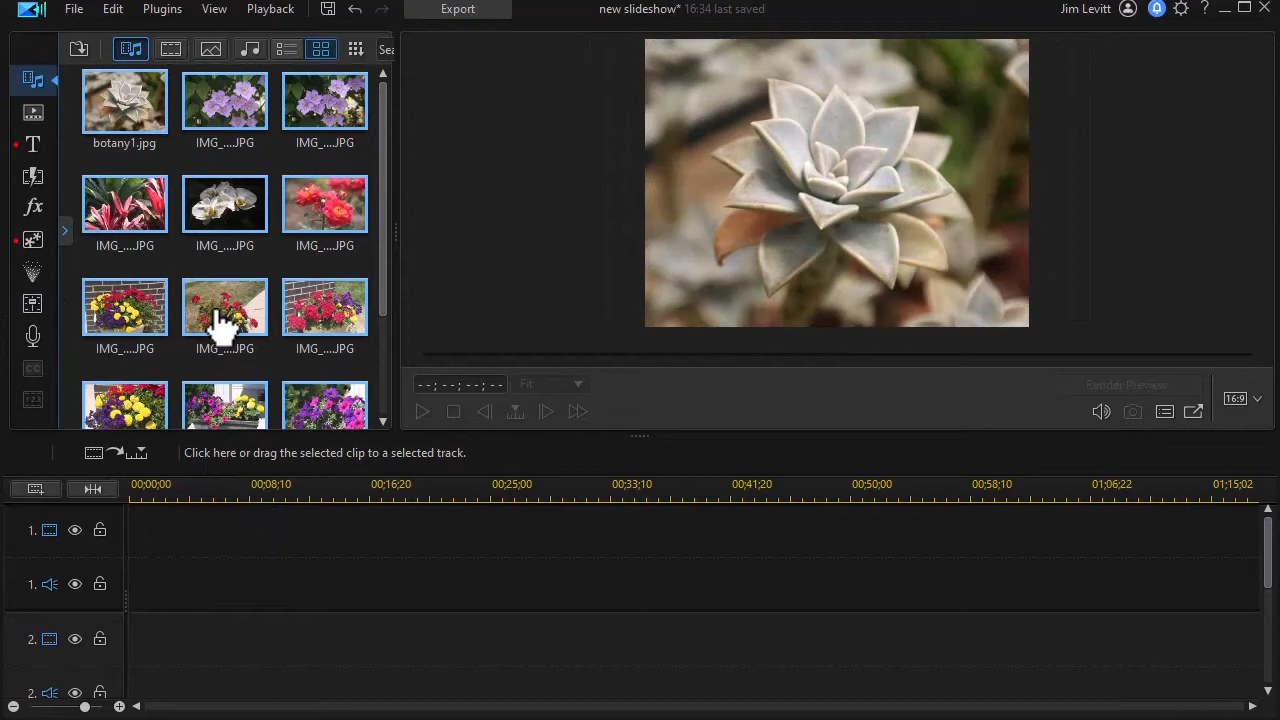 File Edit Plugins View Playback Export new slideshow* 16:34 last saved Jim Levitt ?
Sea
botany1.jpg IMG_....JPG IMG_....JPG
T
IMG_....JPG IMG_....JPG IMG_....JPG
fx
IMG_....JPG IMG_....JPG IMG_....JPG
CC
--;--;--;-- Fit Render Preview
16:9
Click here or drag the selected clip to a selected track.
00;00;00 00;08;10 00;16;20 00;25;00 00;33;10 00;41;20 00;50;00 00;58;10 01;06;22 01;15;02
1.
1.
2.
2.